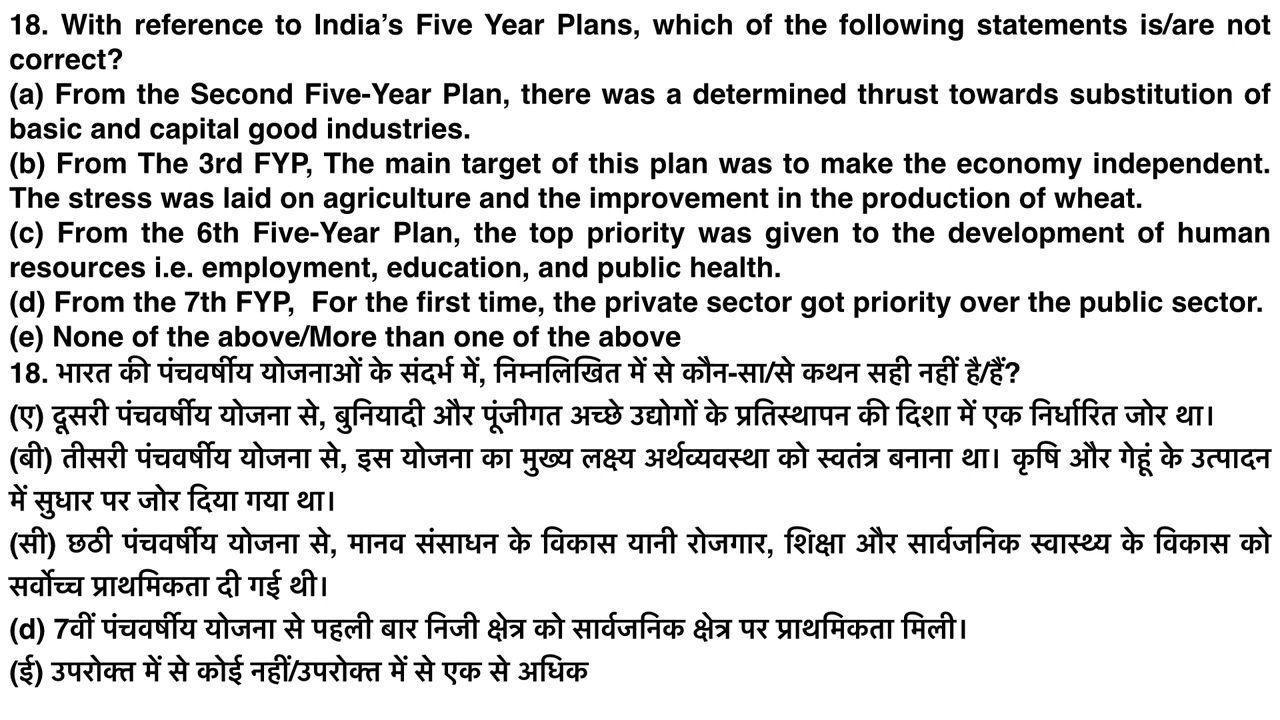 18. With reference to India’s Five Year Plans, which of the following statements is/are not
correct?
(a) From the Second Five-Year Plan, there was a determined thrust towards substitution of
basic and capital good industries.
(b) From The 3rd FYP, The main target of this plan was to make the economy independent.
The stress was laid on agriculture and the improvement in the production of wheat.
(c) From the 6th Five-Year Plan, the top priority was given to the development of human
resources i.e. employment, education, and public health.
(d) From the 7th FYP,  For the first time, the private sector got priority over the public sector.
(e) None of the above/More than one of the above
18. भारत की पंचवर्षीय योजनाओं के संदर्भ में, निम्नलिखित में से कौन-सा/से कथन सही नहीं है/हैं?
(ए) दूसरी पंचवर्षीय योजना से, बुनियादी और पूंजीगत अच्छे उद्योगों के प्रतिस्थापन की दिशा में एक निर्धारित जोर था।
(बी) तीसरी पंचवर्षीय योजना से, इस योजना का मुख्य लक्ष्य अर्थव्यवस्था को स्वतंत्र बनाना था। कृषि और गेहूं के उत्पादन
में सुधार पर जोर दिया गया था।
(सी) छठी पंचवर्षीय योजना से, मानव संसाधन के विकास यानी रोजगार, शिक्षा और सार्वजनिक स्वास्थ्य के विकास को
सर्वोच्च प्राथमिकता दी गई थी।
(d) 7वीं पंचवर्षीय योजना से पहली बार निजी क्षेत्र को सार्वजनिक क्षेत्र पर प्राथमिकता मिली।
(ई) उपरोक्त में से कोई नहीं/उपरोक्त में से एक से अधिक